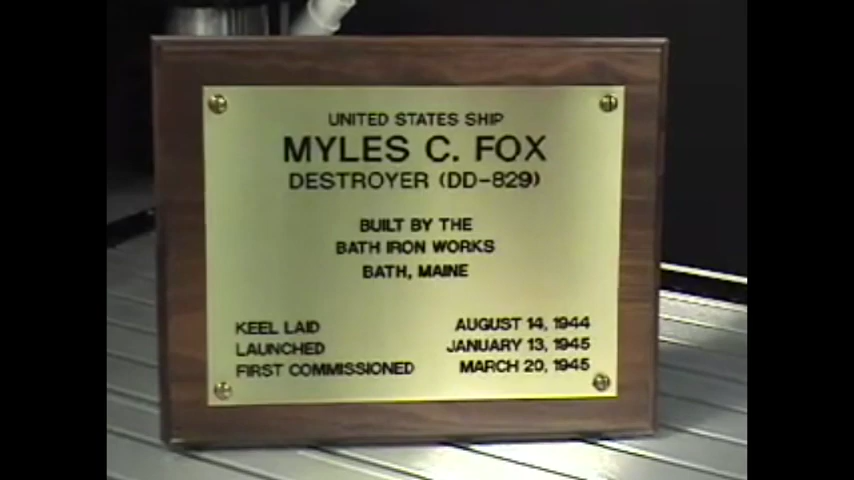 UNITED STATES SHIP
MYLES C. FOX
DESTROYER (DD-829)
BUILT BY THE
BATH IRON WORKS
BATH, MAINE
KEEL LAID AUGUST 14, 1944
LAUNCHED JANUARY 13, 1945
FIRST COMMISSIONED MARCH 20, 1945